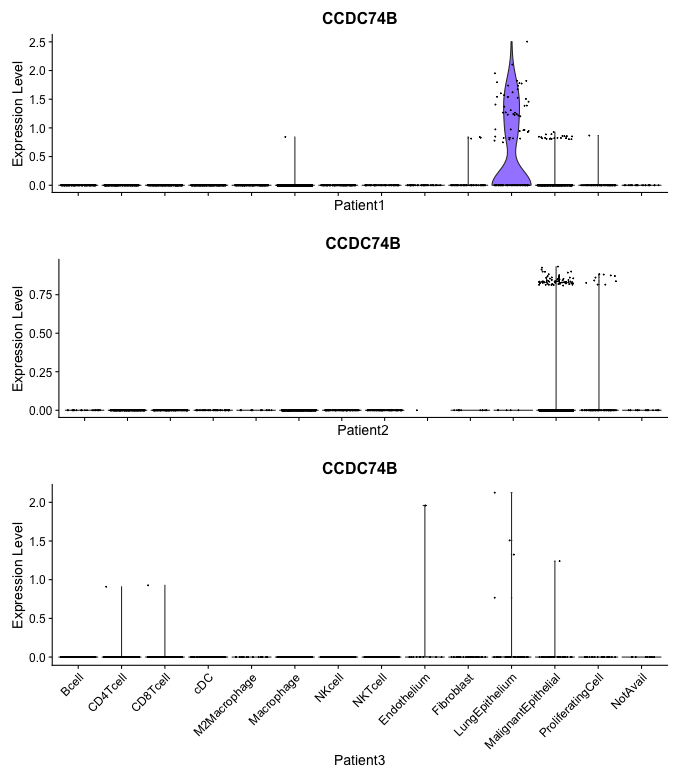 CCDC74B
Expression Level
2.5
2.0
1.5
1.0
0.5
0.0
Patient1
CCDC74B
Expression Level
0.75
0.50
0.25
0.00
Patient2
CCDC74B
Expression Level
2.0
1.5
1.0
0.5
0.0
Bcell
CD4Tcell
CD8Tcell
cDC
M2Macrophage
Macrophage
NKcell
NKTcell
Endothelium
Fibroblast
LungEpithelium
MalignantEpithelial
ProliferatingCell
NotAvail
Patient3